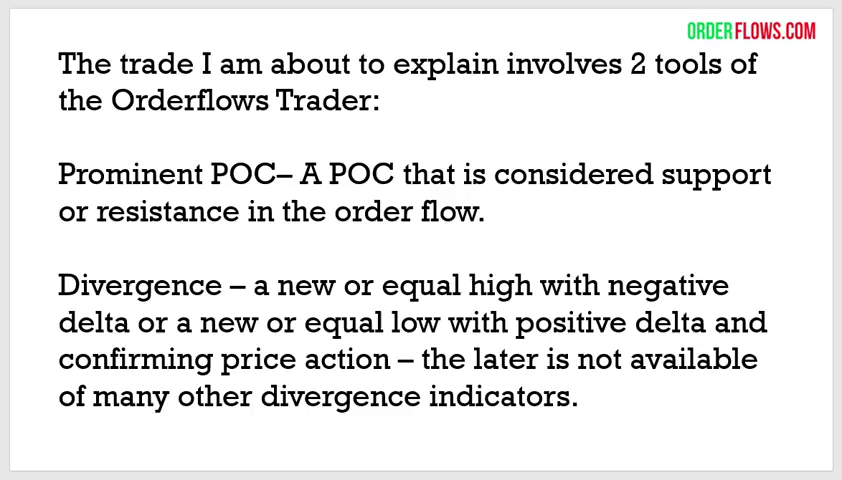 ORDERFLOWS.COM
The trade I am about to explain involves 2 tools of
the Orderflows Trader:
Prominent POC– A POC that is considered support
or resistance in the order flow.
Divergence – a new or equal high with negative
delta or a new or equal low with positive delta and
confirming price action – the later is not available
of many other divergence indicators.